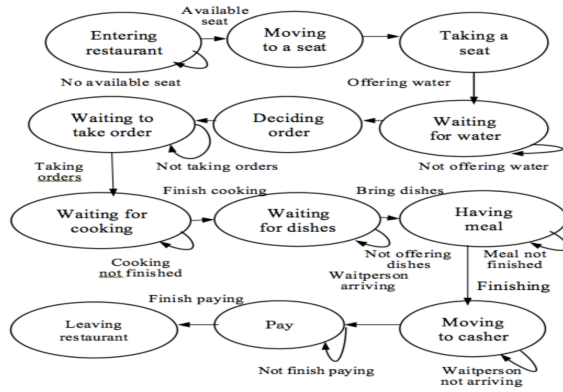 Available
seat
Entering
restaurant
Moving
to a seat
Taking a
seat
No available seat
Offering water
Waiting to
take order
Deciding
order
Waiting
for water
Taking
orders
Not taking orders
Not offering water
Finish cooking
Bring dishes
Waiting for
cooking
Waiting
for dishes
Having
meal
Cooking
not finished
Not offering
dishes
Waitperson
arriving
Meal not
finished
Finishing
Finish paying
Leaving
restaurant
Pay
Moving
to casher
Not finish paying
Waitperson
not arriving